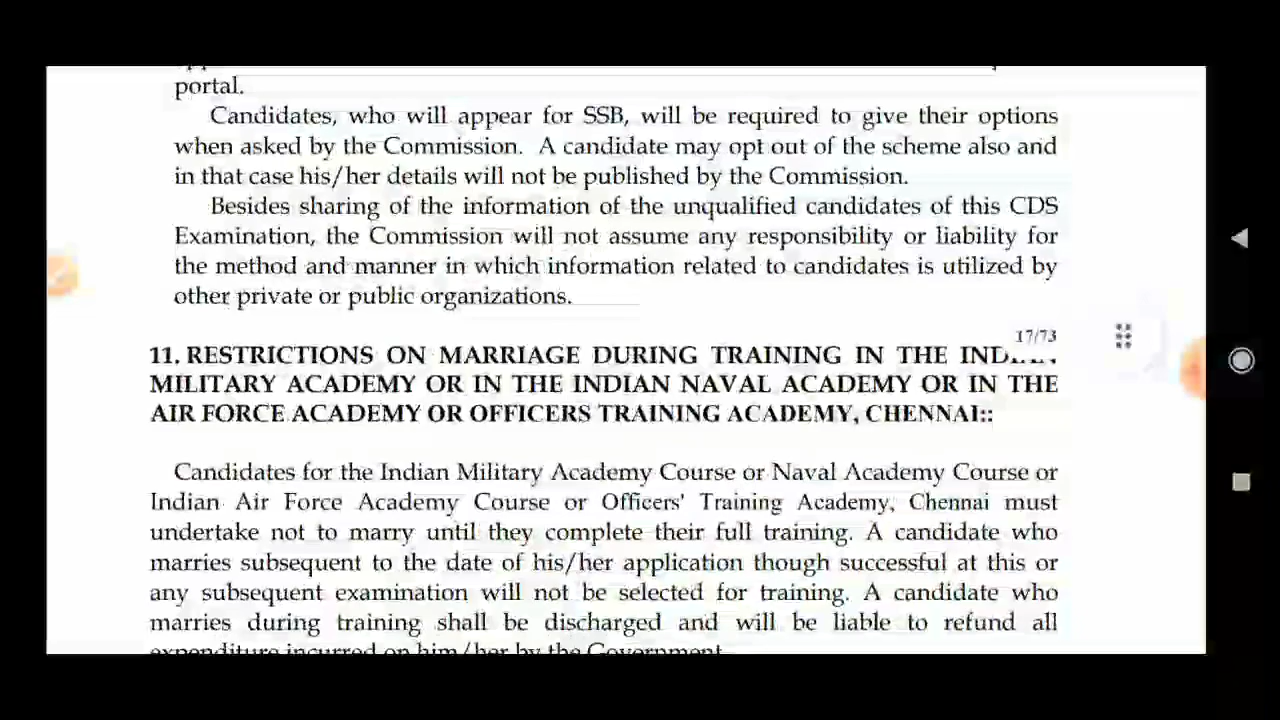 portal.
Candidates, who will appear for SSB, will be required to give their options
when asked by the Commission. A candidate may opt out of the scheme also and
in that case his/her details will not be published by the Commission.
Besides sharing of the information of the unqualified candidates of this CDS
Examination, the Commission will not assume any responsibility or liability for
the method and manner in which information related to candidates is utilized by
other private or public organizations.
17/73
11. RESTRICTIONS ON MARRIAGE DURING TRAINING IN THE
MILITARY ACADEMY OR IN THE INDIAN NAVAL ACADEMY OR IN THE
AIR FORCE ACADEMY OR OFFICERS TRAINING ACADEMY, CHENNAI::
Candidates for the Indian Military Academy Course or Naval Academy Course or
Indian Air Force Academy Course or Officers' Training Academy, Chennai must
undertake not to marry until they complete their full training. A candidate who
marries subsequent to the date of his/her application though successful at this or
any subsequent examination will not be selected for training. A candidate who
marries during training shall be discharged and will be liable to refund all
expenditure incurred on him/her by the Government.